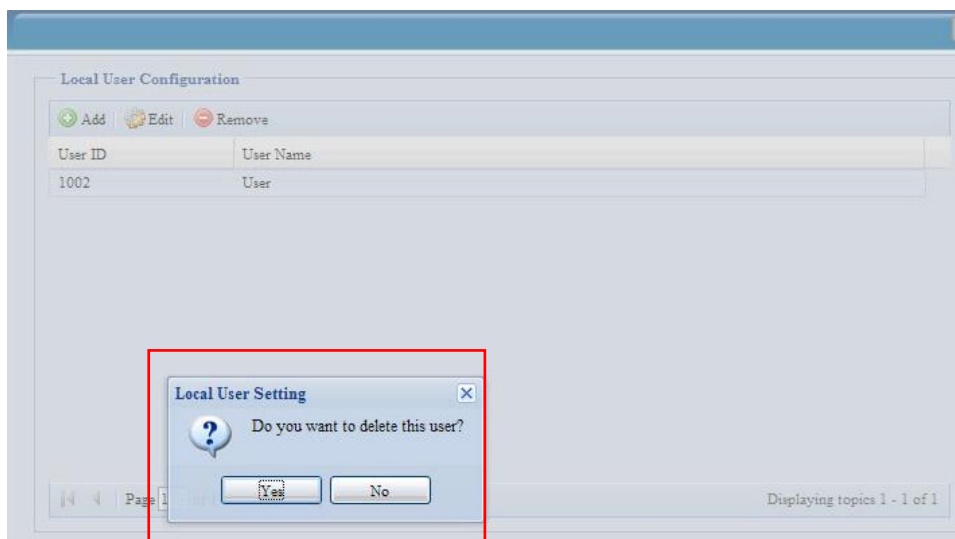 Local User Configuration
Add Edit Remove
User ID User Name
1002 User
Local User Setting
Do you want to delete this user?
Yes No
Page 1
Displaying topics 1 - 1 of 1